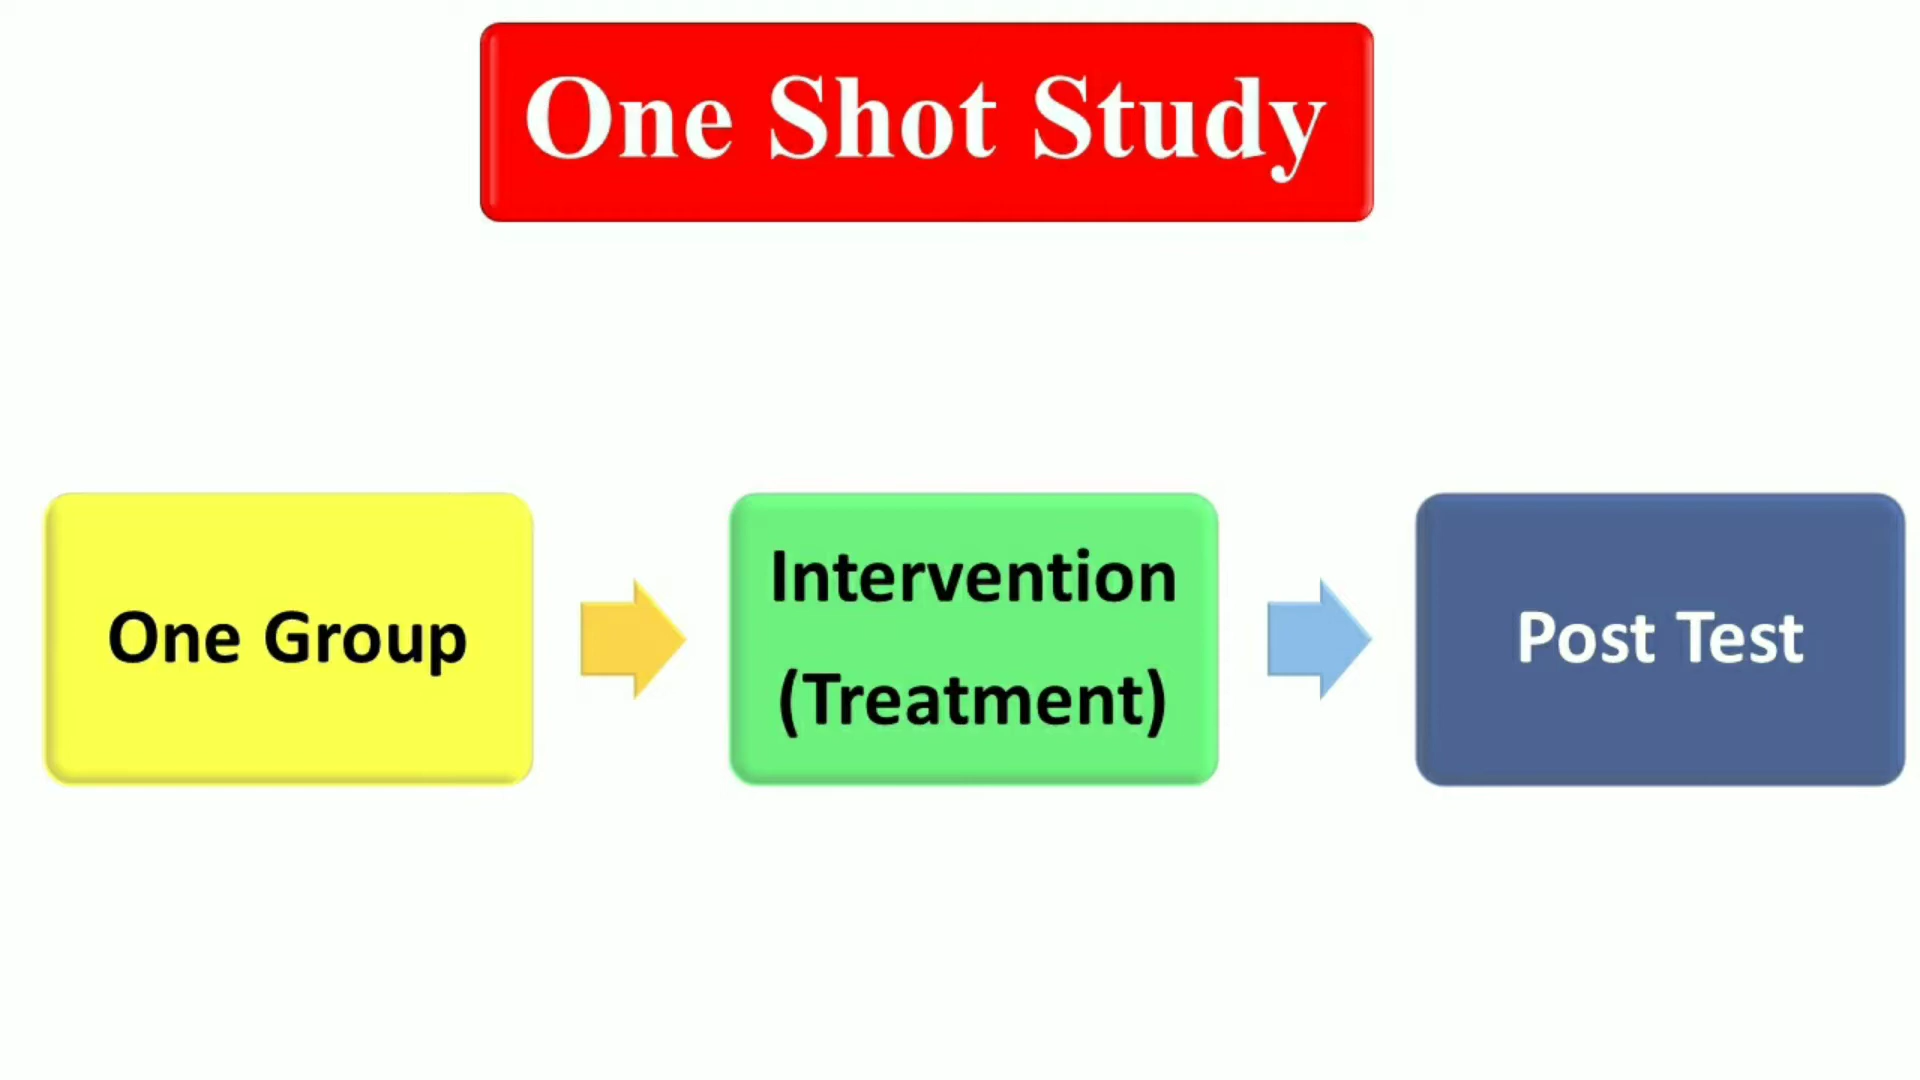 One Shot Study
One Group
Intervention
(Treatment)
Post Test